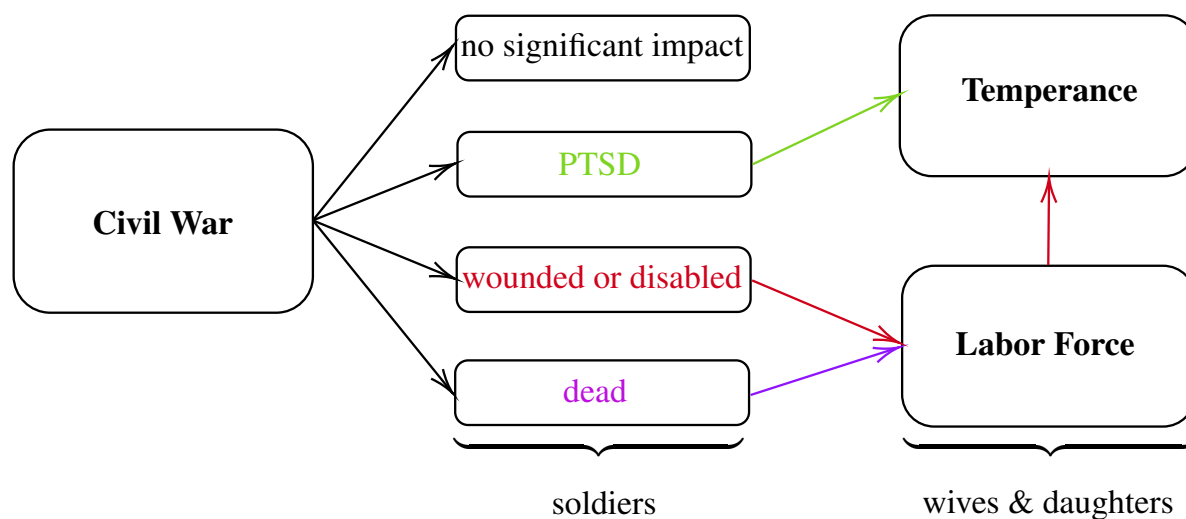 Civil War
no significant impact
PTSD
wounded or disabled
dead
soldiers
Temperance
Labor Force
wives & daughters